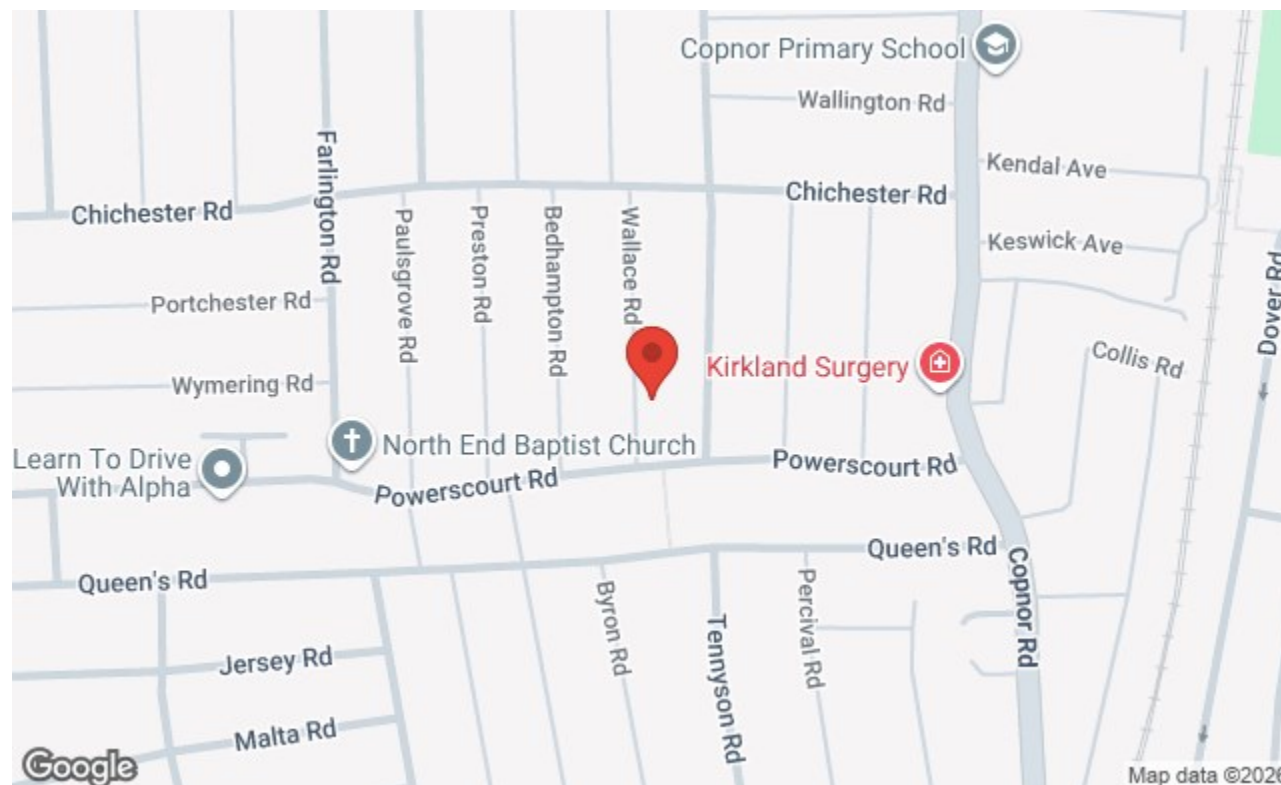 Copnor Primary School
Wallington Rd
Farlington Rd
Kendal Ave
Chichester Rd
Chichester Rd
Paulsgrove Rd
Preston Rd
Bedhampton Rd
Wallace Rd
Keswick Ave
Dover Rd
Portchester Rd
Collis Rd
Kirkland Surgery
Wymering Rd
North End Baptist Church
Learn To Drive
With Alpha
Powerscourt Rd
Powerscourt Rd
Queen's Rd
Queen's Rd
Copnor Rd
Byron Rd
Percival Rd
Tennyson Rd
Jersey Rd
Malta Rd
Google
Map data ©2026